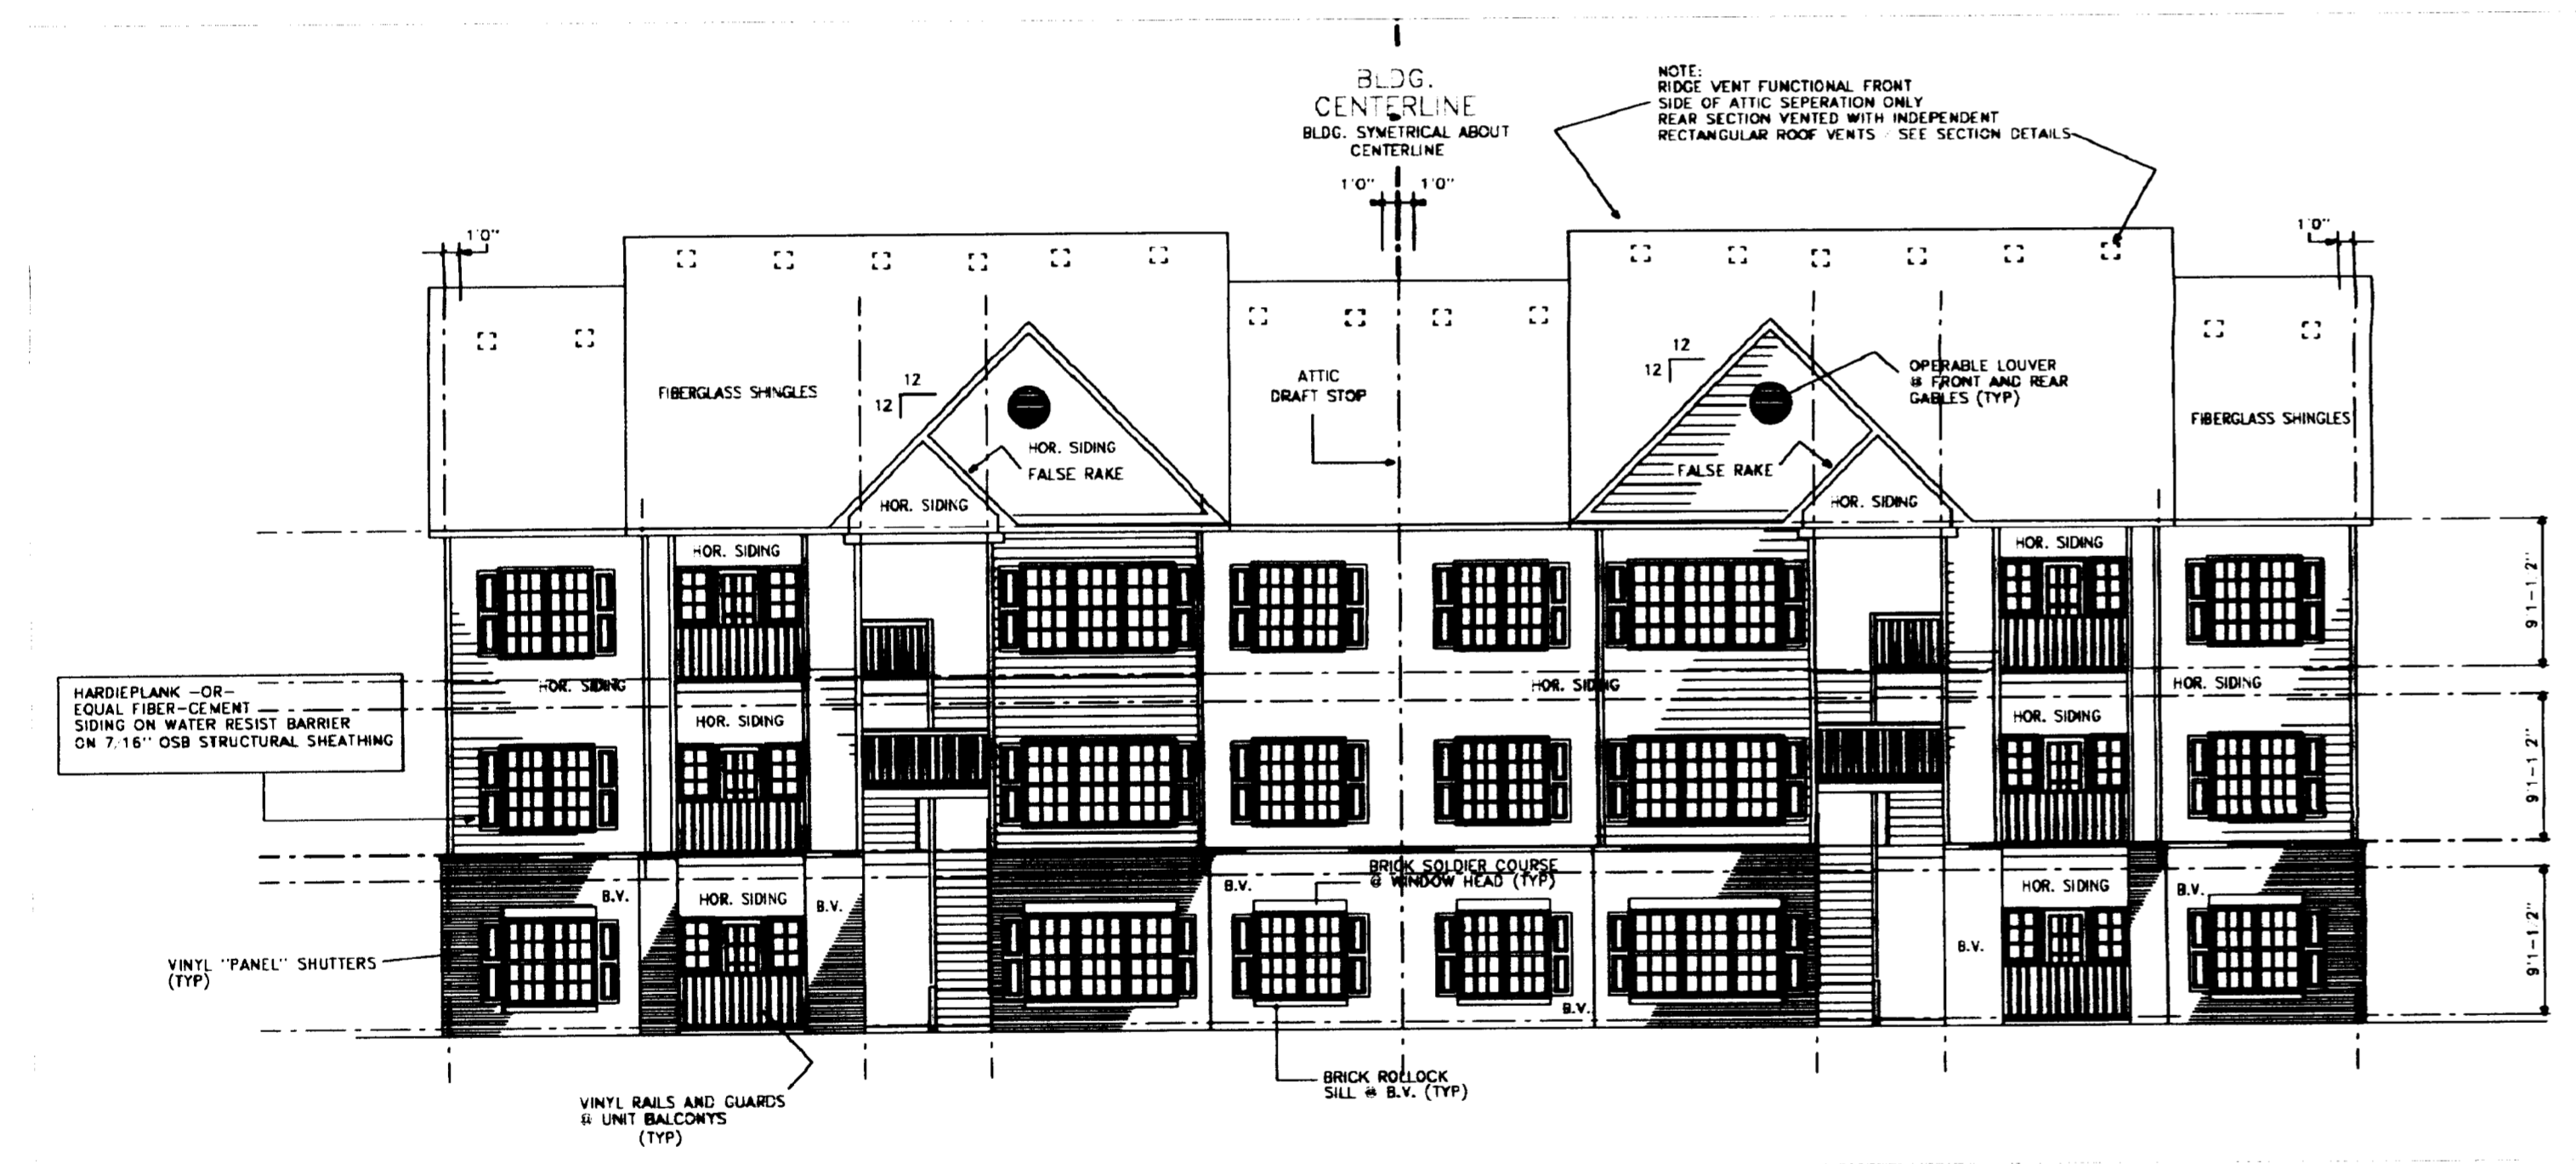 BLDG.
CENTERLINE
BLDG. SYMETRICAL ABOUT
CENTERLINE
NOTE:
RIDGE VENT FUNCTIONAL FRONT
SIDE OF ATTIC SEPERATION ONLY
REAR SECTION VENTED WITH INDEPENDENT
RECTANGULAR ROOF VENTS SEE SECTION DETAILS
1'0" 1'0"
1'0"
1'0"
12
12
12
12
FIBERGLASS SHINGLES
ATTIC
DRAFT STOP
OPERABLE LOUVER
@ FRONT AND REAR
GABLES (TYP)
FIBERGLASS SHINGLES
HOR. SIDING
FALSE RAKE
FALSE RAKE
HOR. SIDING
HOR. SIDING
HOR. SIDING
HOR. SIDING
HARDIEPLANK -OR-
EQUAL FIBER-CEMENT
SIDING ON WATER RESIST BARRIER
ON 7/16" OSB STRUCTURAL SHEATHING
HOR. SIDING
HOR. SIDING
HOR. SIDING
HOR. SIDING
HOR. SIDING
9'1-1/2"
9'1-1/2"
9'1-1/2"
BRICK SOLDIER COURSE
@ WINDOW HEAD (TYP)
B.V.
HOR. SIDING
B.V.
B.V.
HOR. SIDING
B.V.
B.V.
B.V.
VINYL "PANEL" SHUTTERS
(TYP)
VINYL RAILS AND GUARDS
@ UNIT BALCONYS
(TYP)
BRICK ROLLOCK
SILL @ B.V. (TYP)